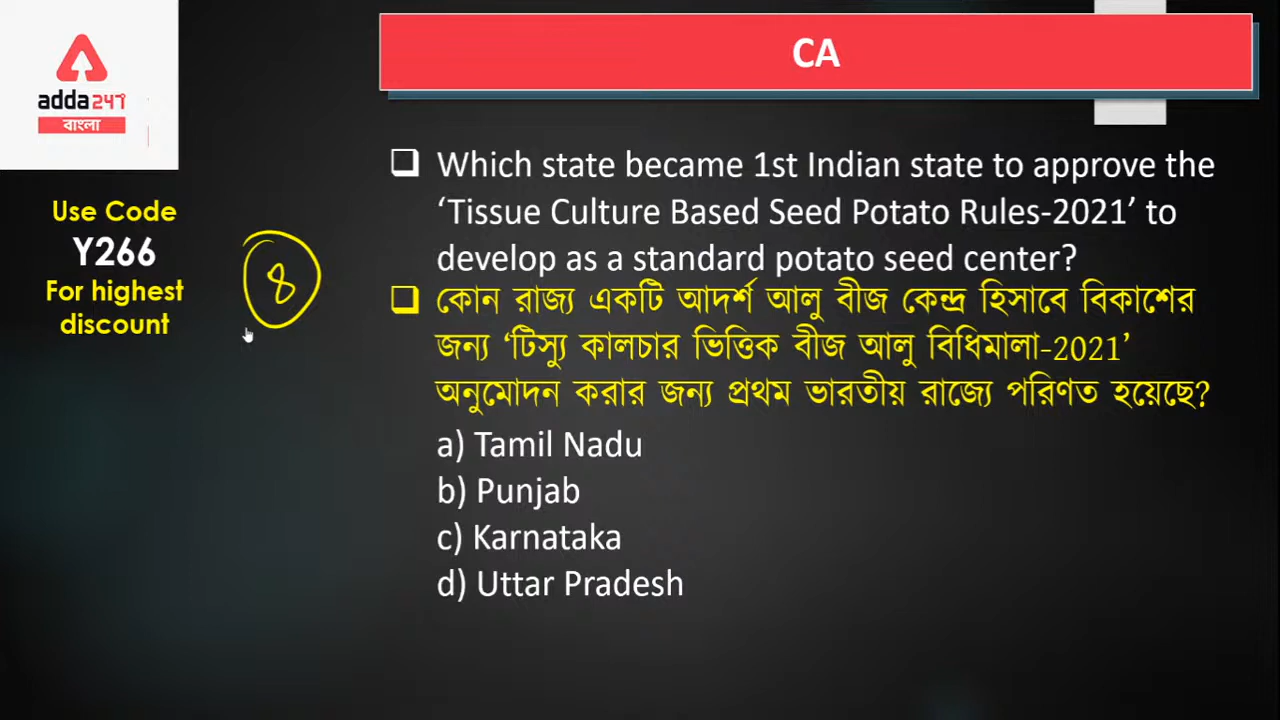 CA
adda247
বাংলা
Use Code
Y266
For highest
discount
8
Which state became 1st Indian state to approve the
‘Tissue Culture Based Seed Potato Rules-2021’ to
develop as a standard potato seed center?
কোন রাজ্য একটি আদর্শ আলু বীজ কেন্দ্র হিসাবে বিকাশের
জন্য ‘টিস্যু কালচার ভিত্তিক বীজ আলু বিধিমালা-2021’
অনুমোদন করার জন্য প্রথম ভারতীয় রাজ্যে পরিণত হয়েছে?
a) Tamil Nadu
b) Punjab
c) Karnataka
d) Uttar Pradesh